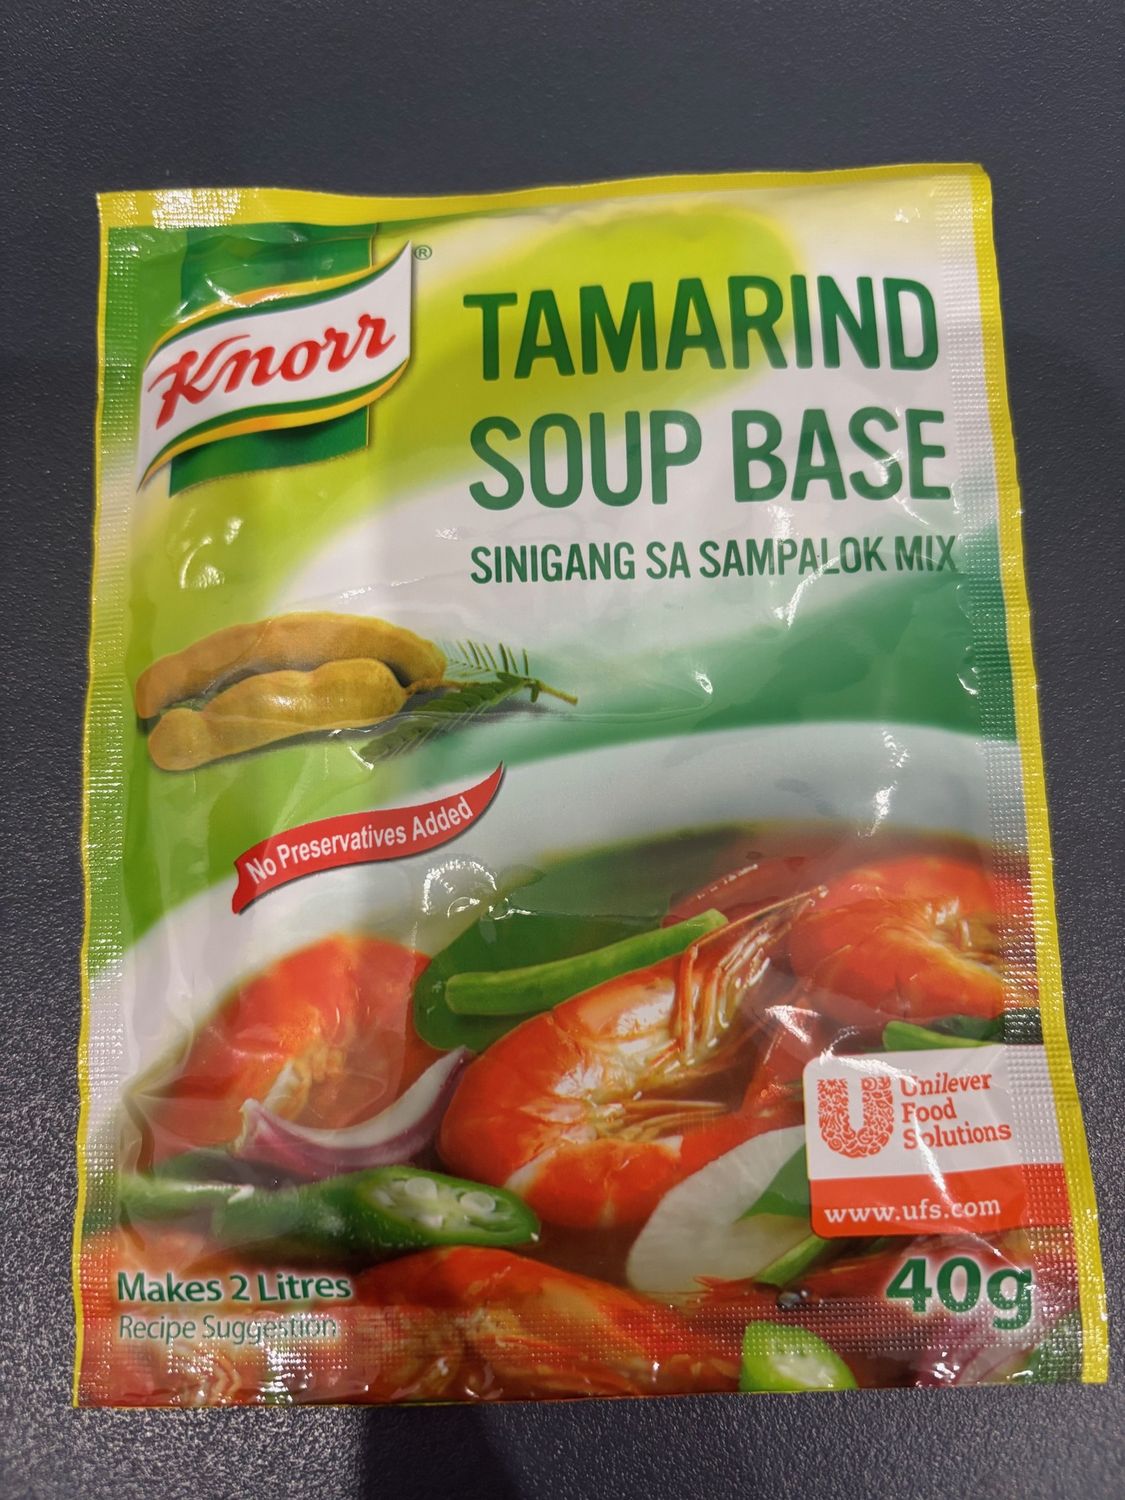 Knorr®
TAMARIND
SOUP BASE
SINIGANG SA SAMPALOK MIX
No Preservatives Added
Unilever
Food
Solutions
www.ufs.com
Makes 2 Litres
Recipe Suggestion
40g